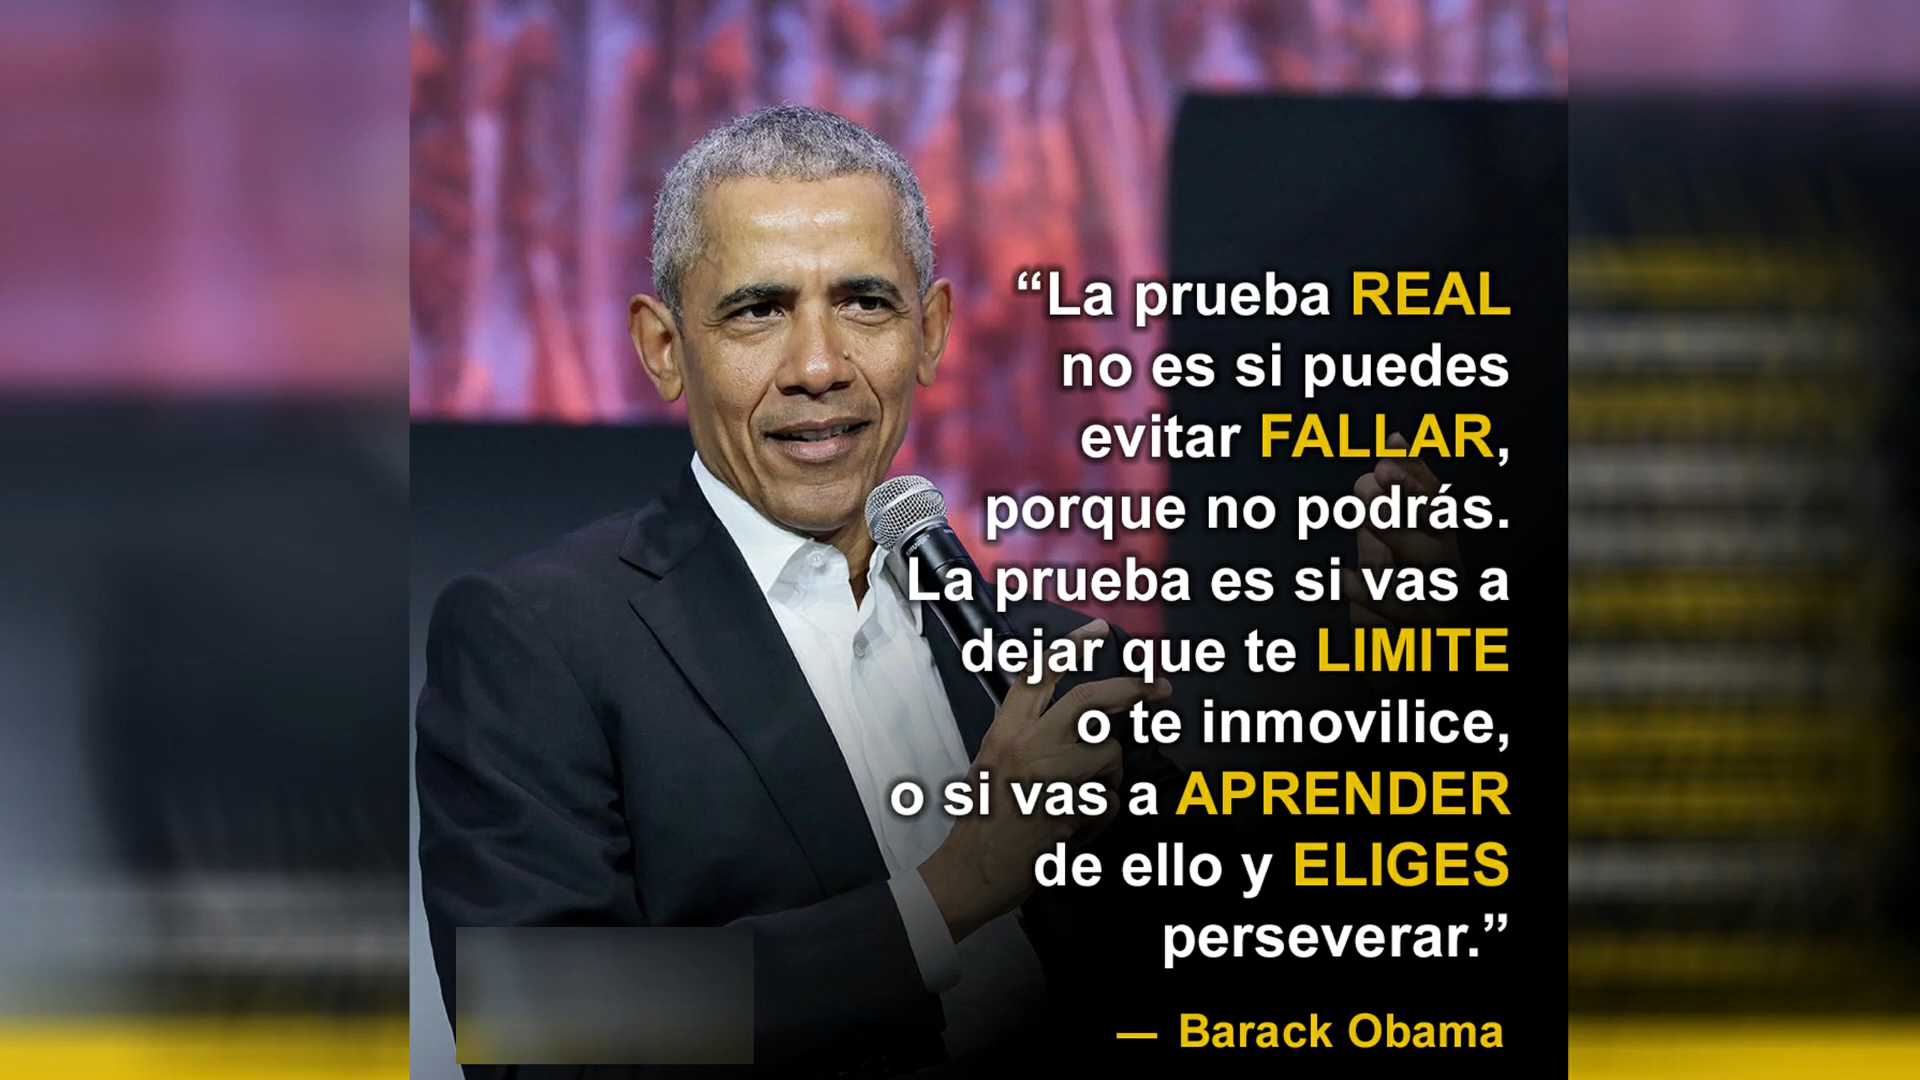 “La prueba REAL
no es si puedes
evitar FALLAR,
porque no podrás.
La prueba es si vas a
dejar que te LIMITE
o te inmovilice,
o si vas a APRENDER
de ello y ELIGES
perseverar.”
— Barack Obama